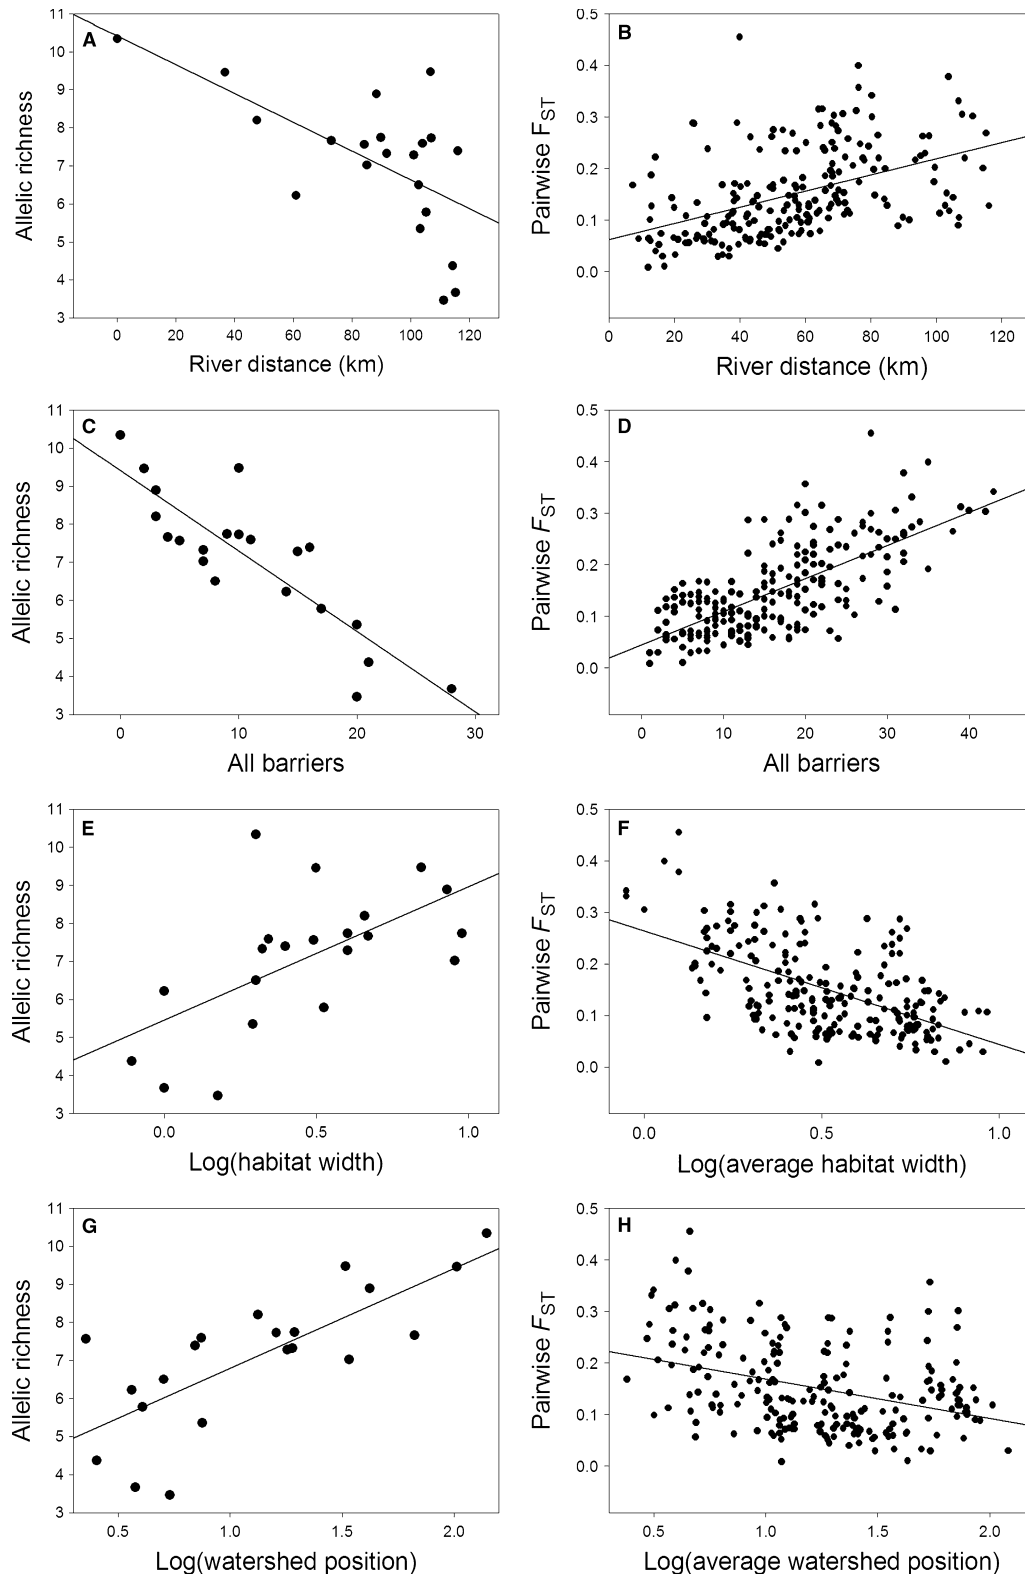 A
Allelic richness
11
10
9
8
7
6
5
4
3
0 20 40 60 80 100 120
River distance (km)
B
Pairwise FST
0.5
0.4
0.3
0.2
0.1
0.0
0 20 40 60 80 100 120
River distance (km)
C
Allelic richness
11
10
9
8
7
6
5
4
3
0 10 20 30
All barriers
D
Pairwise FST
0.5
0.4
0.3
0.2
0.1
0.0
0 10 20 30 40
All barriers
E
Allelic richness
11
10
9
8
7
6
5
4
3
0.0 0.5 1.0
Log(habitat width)
F
Pairwise FST
0.5
0.4
0.3
0.2
0.1
0.0
0.0 0.5 1.0
Log(average habitat width)
G
Allelic richness
11
10
9
8
7
6
5
4
3
0.5 1.0 1.5 2.0
Log(watershed position)
H
Pairwise FST
0.5
0.4
0.3
0.2
0.1
0.0
0.5 1.0 1.5 2.0
Log(average watershed position)